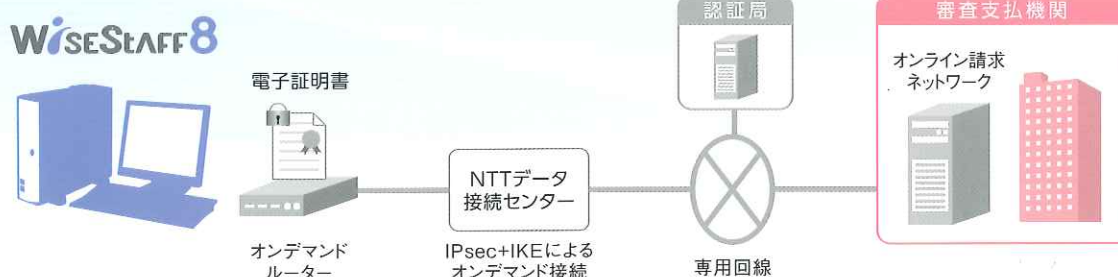 WiseStaff8
電子証明書
オンデマンド
ルーター
NTTデータ
接続センター
IPsec+IKEによる
オンデマンド接続
認証局
専用回線
審査支払機関
オンライン請求
ネットワーク